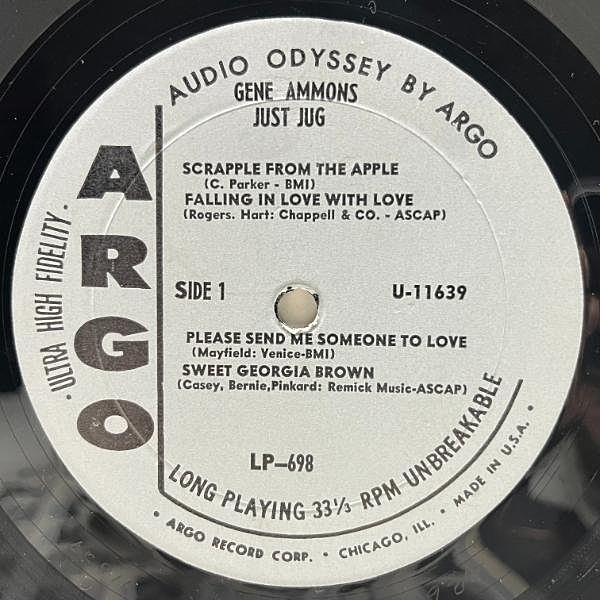 AUDIO ODYSSEY BY ARGO
GENE AMMONS
JUST JUG
ARGO
· ULTRA HIGH FIDELITY ·
SCRAPPLE FROM THE APPLE
(C. Parker - BMI)
FALLING IN LOVE WITH LOVE
(Rogers. Hart: Chappell & CO. - ASCAP)
SIDE 1
U-11639
PLEASE SEND ME SOMEONE TO LOVE
(Mayfield: Venice-BMI)
SWEET GEORGIA BROWN
(Casey, Bernie,Pinkard: Remick Music-ASCAP)
LP-698
LONG PLAYING 33⅓ RPM UNBREAKABLE
· ARGO RECORD CORP. · CHICAGO, ILL. · MADE IN U.S.A. ·